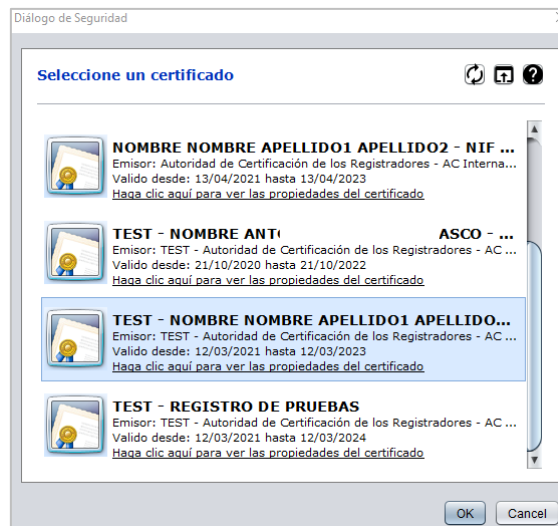 Diálogo de Seguridad
Seleccione un certificado
NOMBRE NOMBRE APELLIDO1 APELLIDO2 - NIF ...
Emisor: Autoridad de Certificación de los Registradores - AC Interna...
Valido desde: 13/04/2021 hasta 13/04/2023
Haga clic aquí para ver las propiedades del certificado
TEST - NOMBRE ANT ASCO - ...
Emisor: TEST - Autoridad de Certificación de los Registradores - AC ...
Valido desde: 21/10/2020 hasta 21/10/2022
Haga clic aquí para ver las propiedades del certificado
TEST - NOMBRE NOMBRE APELLIDO1 APELLIDO...
Emisor: TEST - Autoridad de Certificación de los Registradores - AC ...
Valido desde: 12/03/2021 hasta 12/03/2023
Haga clic aquí para ver las propiedades del certificado
TEST - REGISTRO DE PRUEBAS
Emisor: TEST - Autoridad de Certificación de los Registradores - AC ...
Valido desde: 12/03/2021 hasta 12/03/2024
Haga clic aquí para ver las propiedades del certificado
OK Cancel